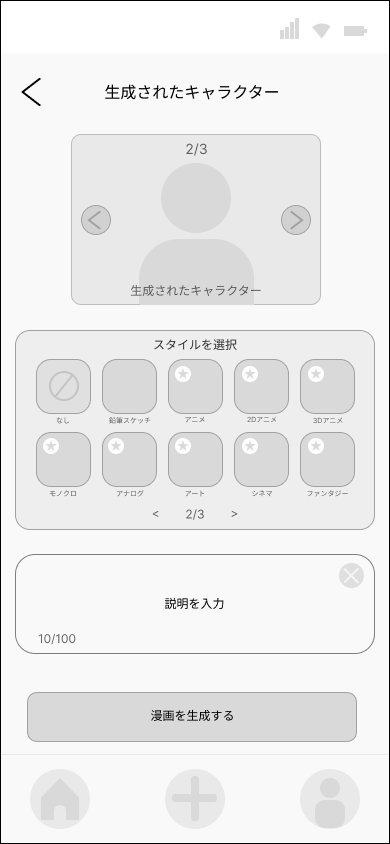 生成されたキャラクター
2/3
生成されたキャラクター
スタイルを選択
なし
鉛筆スケッチ
アニメ
2Dアニメ
3Dアニメ
モノクロ
アナログ
アート
シネマ
ファンタジー
< 2/3 >
説明を入力
10/100
漫画を生成する